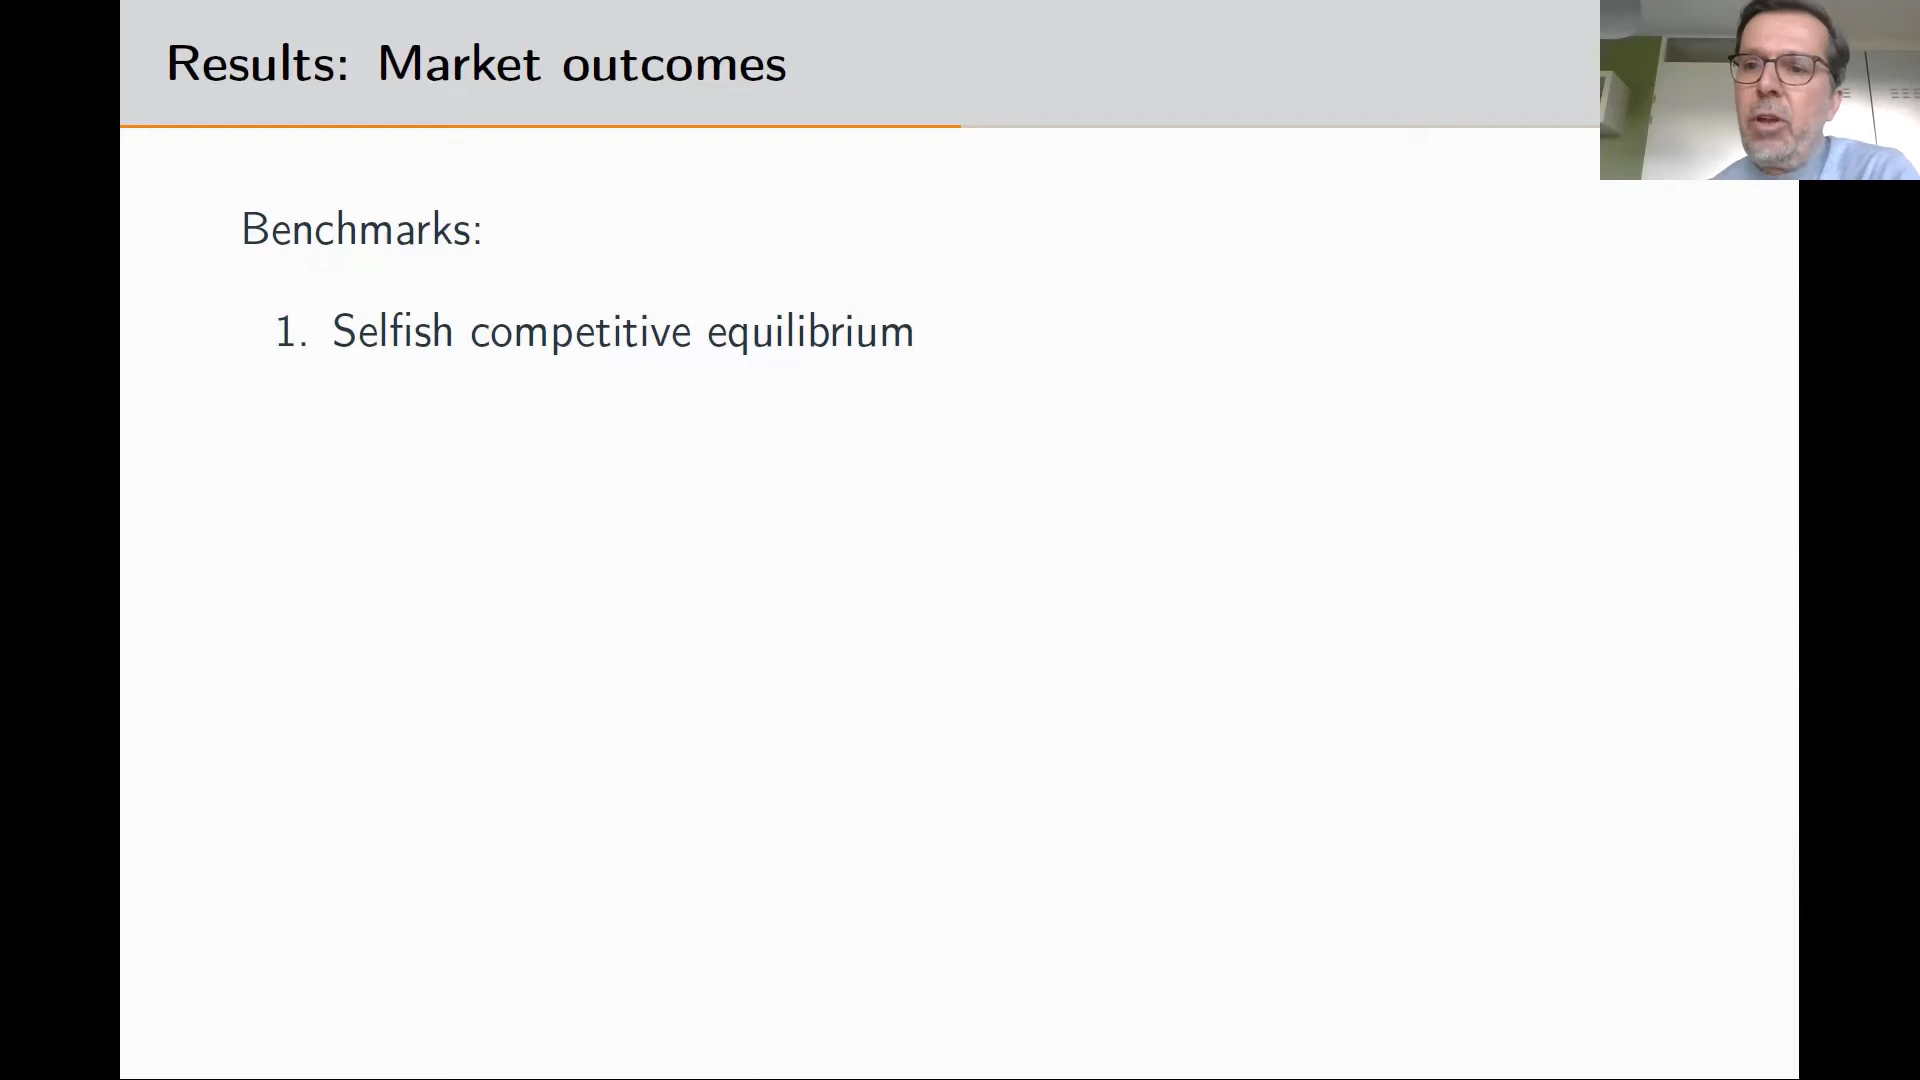 Results: Market outcomes
Benchmarks:
1. Selfish competitive equilibrium